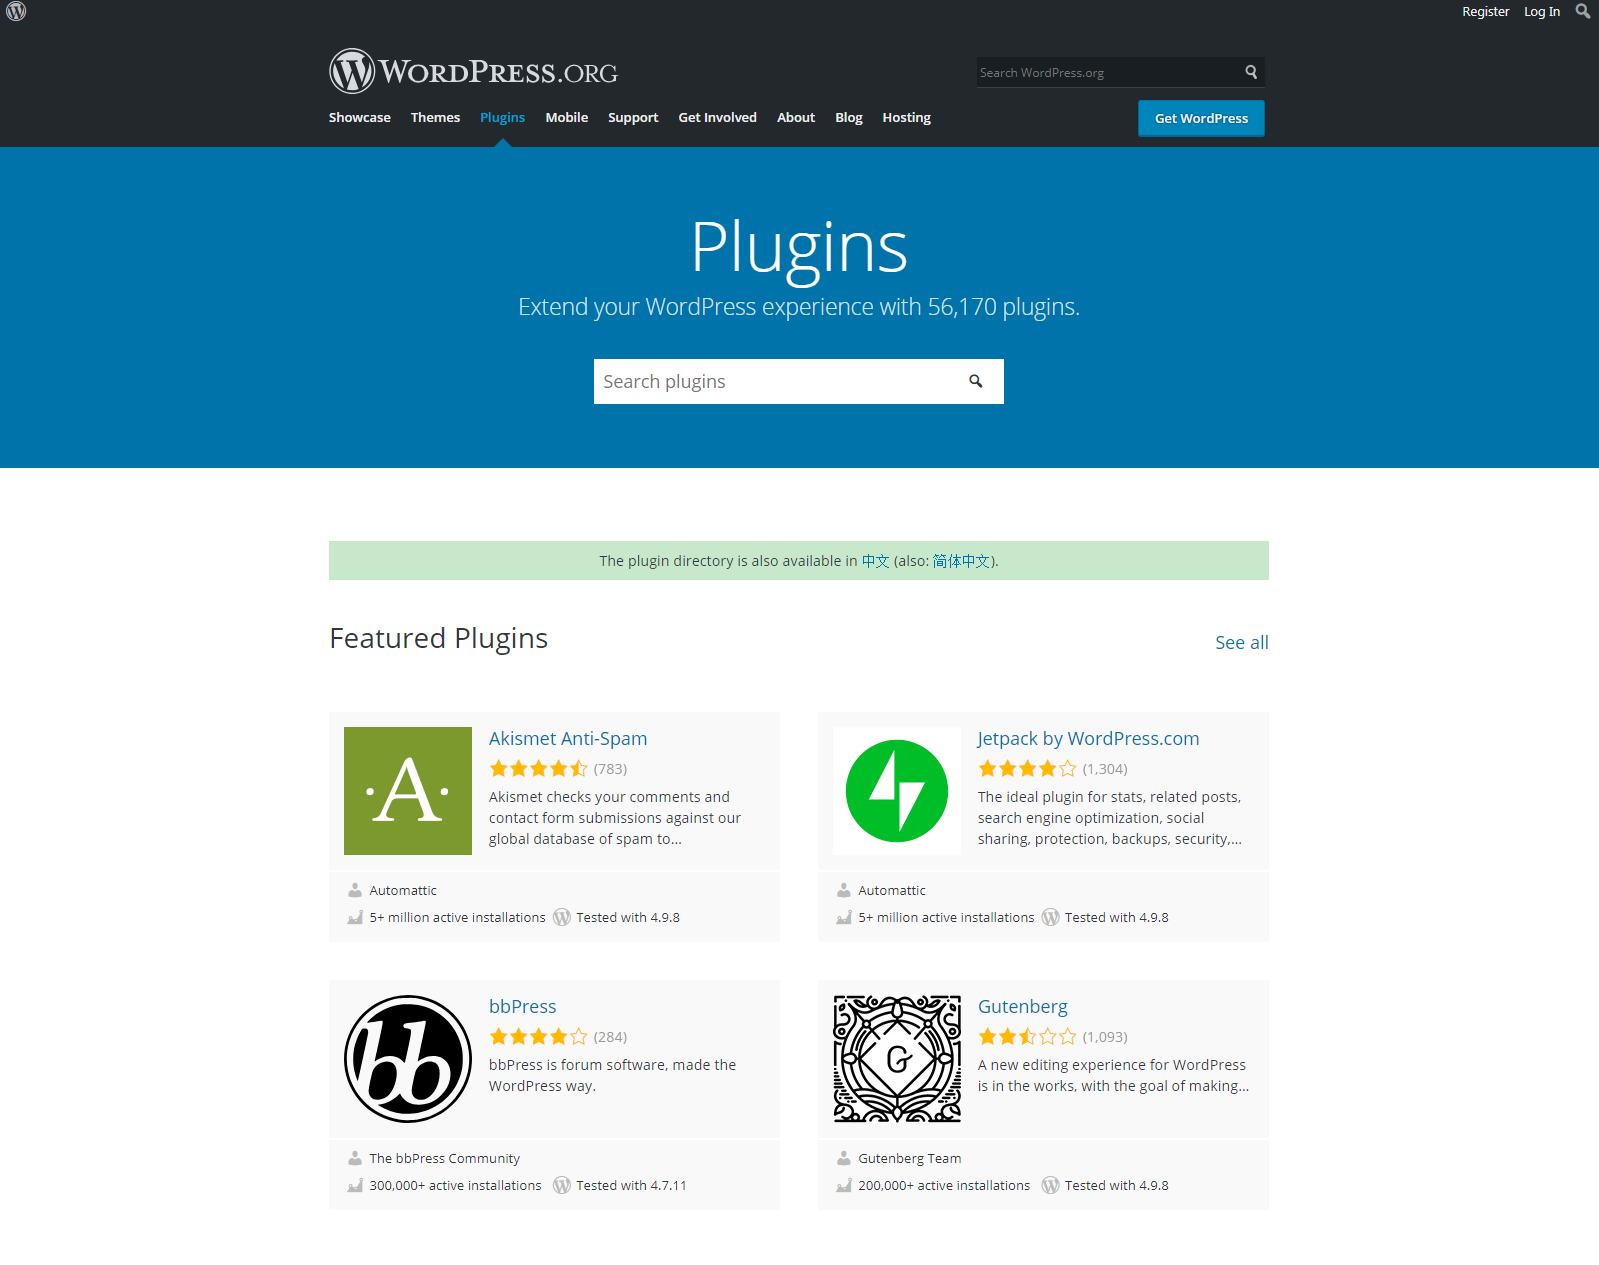 Register Log In
WORDPRESS.ORG
Search WordPress.org
Showcase Themes Plugins Mobile Support Get Involved About Blog Hosting
Get WordPress
Plugins
Extend your WordPress experience with 56,170 plugins.
Search plugins
The plugin directory is also available in 中文 (also: 简体中文).
Featured Plugins
See all
A
Akismet Anti-Spam
(783)
Akismet checks your comments and
contact form submissions against our
global database of spam to...
Automattic
5+ million active installations Tested with 4.9.8
Jetpack by WordPress.com
(1,304)
The ideal plugin for stats, related posts,
search engine optimization, social
sharing, protection, backups, security,...
Automattic
5+ million active installations Tested with 4.9.8
bb
bbPress
(284)
bbPress is forum software, made the
WordPress way.
The bbPress Community
300,000+ active installations Tested with 4.7.11
G
Gutenberg
(1,093)
A new editing experience for WordPress
is in the works, with the goal of making...
Gutenberg Team
200,000+ active installations Tested with 4.9.8